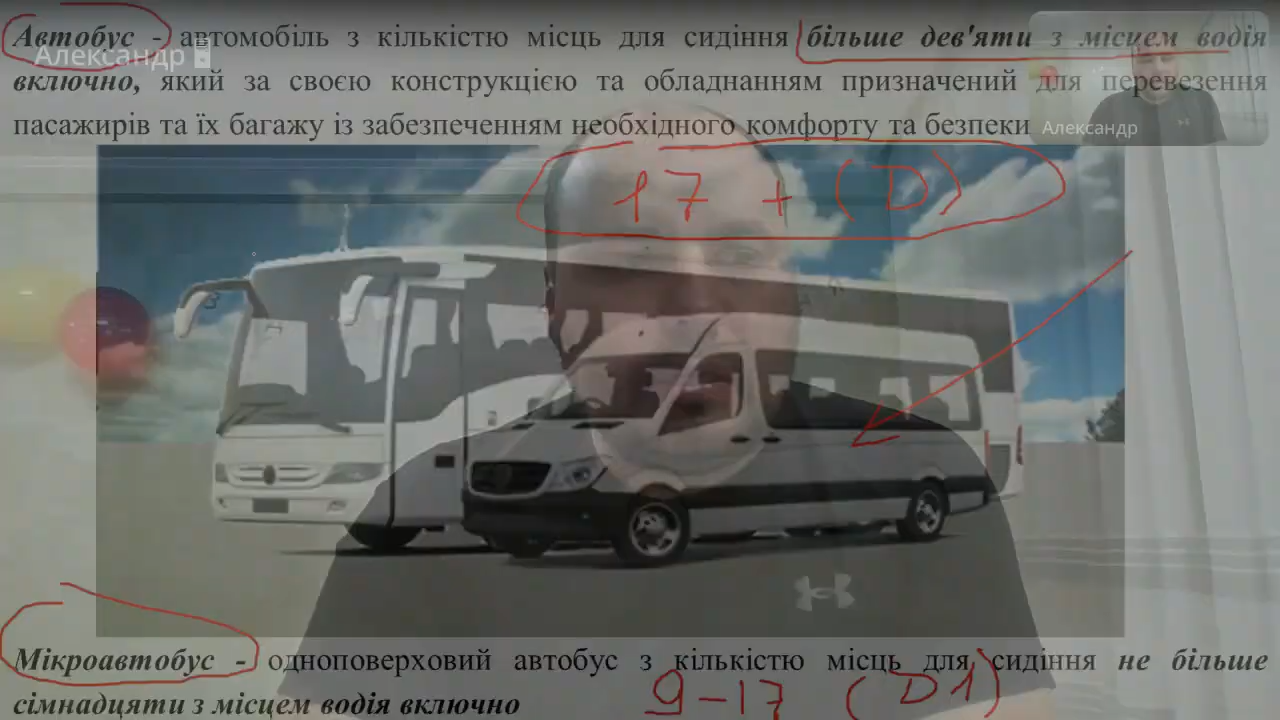 Автобус - автомобіль з кількістю місць для сидіння більше дев'яти з місцем водія
Александр
включно, який за своєю конструкцією та обладнанням призначений для перевезення
пасажирів та їх багажу із забезпеченням необхідного комфорту та безпеки
Александр
17 + (D)
Мікроавтобус - одноповерховий автобус з кількістю місць для сидіння не більше
сімнадцяти з місцем водія включно
9-17 (D1)